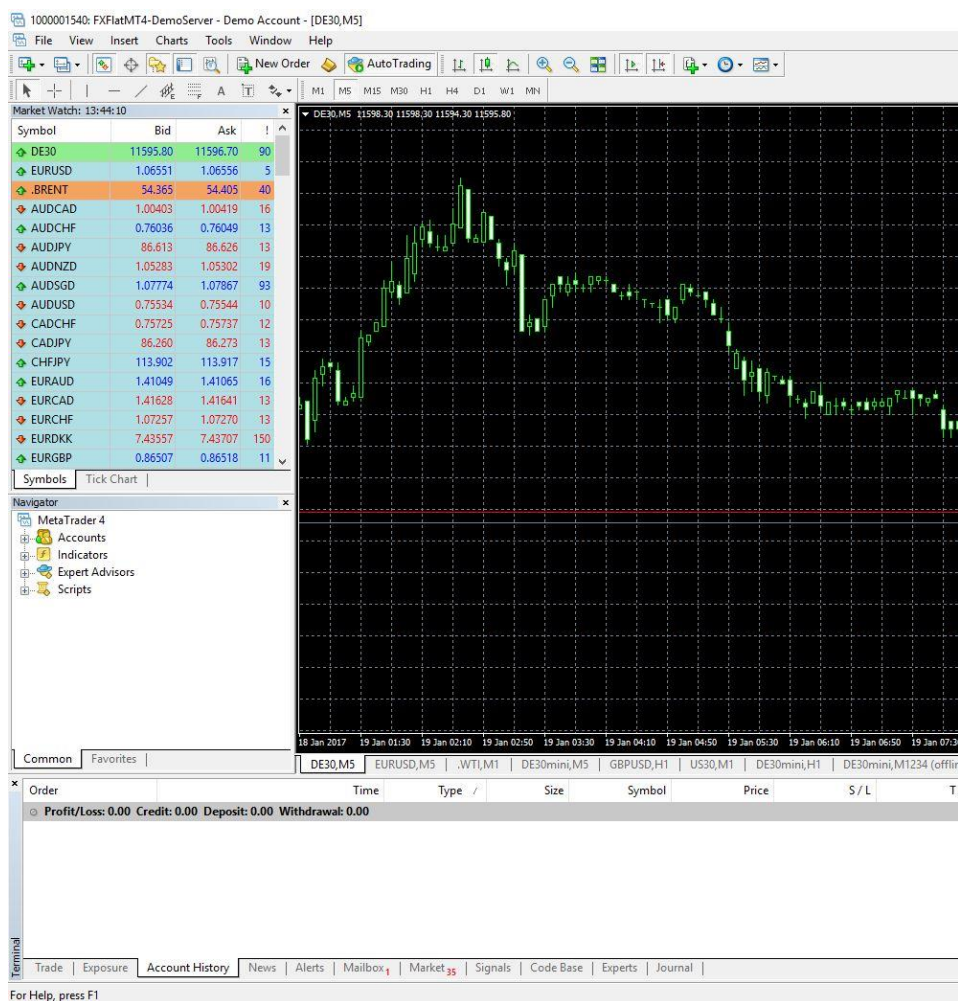 1000001540: FXFlatMT4-DemoServer - Demo Account - [DE30,M5]
File View Insert Charts Tools Window Help
New Order AutoTrading
A T M1 M5 M15 M30 H1 H4 D1 W1 MN
Market Watch: 13:44:10
Symbol Bid Ask !
DE30 11595.80 11596.70 90
EURUSD 1.06551 1.06556 5
.BRENT 54.365 54.405 40
AUDCAD 1.00403 1.00419 16
AUDCHF 0.76036 0.76049 13
AUDJPY 86.613 86.626 13
AUDNZD 1.05283 1.05302 19
AUDSGD 1.07774 1.07867 93
AUDUSD 0.75534 0.75544 10
CADCHF 0.75725 0.75737 12
CADJPY 86.260 86.273 13
CHFJPY 113.902 113.917 15
EURAUD 1.41049 1.41065 16
EURCAD 1.41628 1.41641 13
EURCHF 1.07257 1.07270 13
EURDKK 7.43557 7.43707 150
EURGBP 0.86507 0.86518 11
Symbols Tick Chart
DE30,M5 11598.30 11598.30 11594.30 11595.80
Navigator
MetaTrader 4
Accounts
Indicators
Expert Advisors
Scripts
Common Favorites
18 Jan 2017 19 Jan 01:30 19 Jan 02:10 19 Jan 02:50 19 Jan 03:30 19 Jan 04:10 19 Jan 04:50 19 Jan 05:30 19 Jan 06:10 19 Jan 06:50 19 Jan 07:3
DE30,M5 EURUSD,M5 .WTI,M1 DE30mini,M5 GBPUSD,H1 US30,M1 DE30mini,H1 DE30mini,M1234 (offlin
Order Time Type / Size Symbol Price S / L T
Profit/Loss: 0.00 Credit: 0.00 Deposit: 0.00 Withdrawal: 0.00
Terminal
Trade Exposure Account History News Alerts Mailbox 1 Market 35 Signals Code Base Experts Journal
For Help, press F1